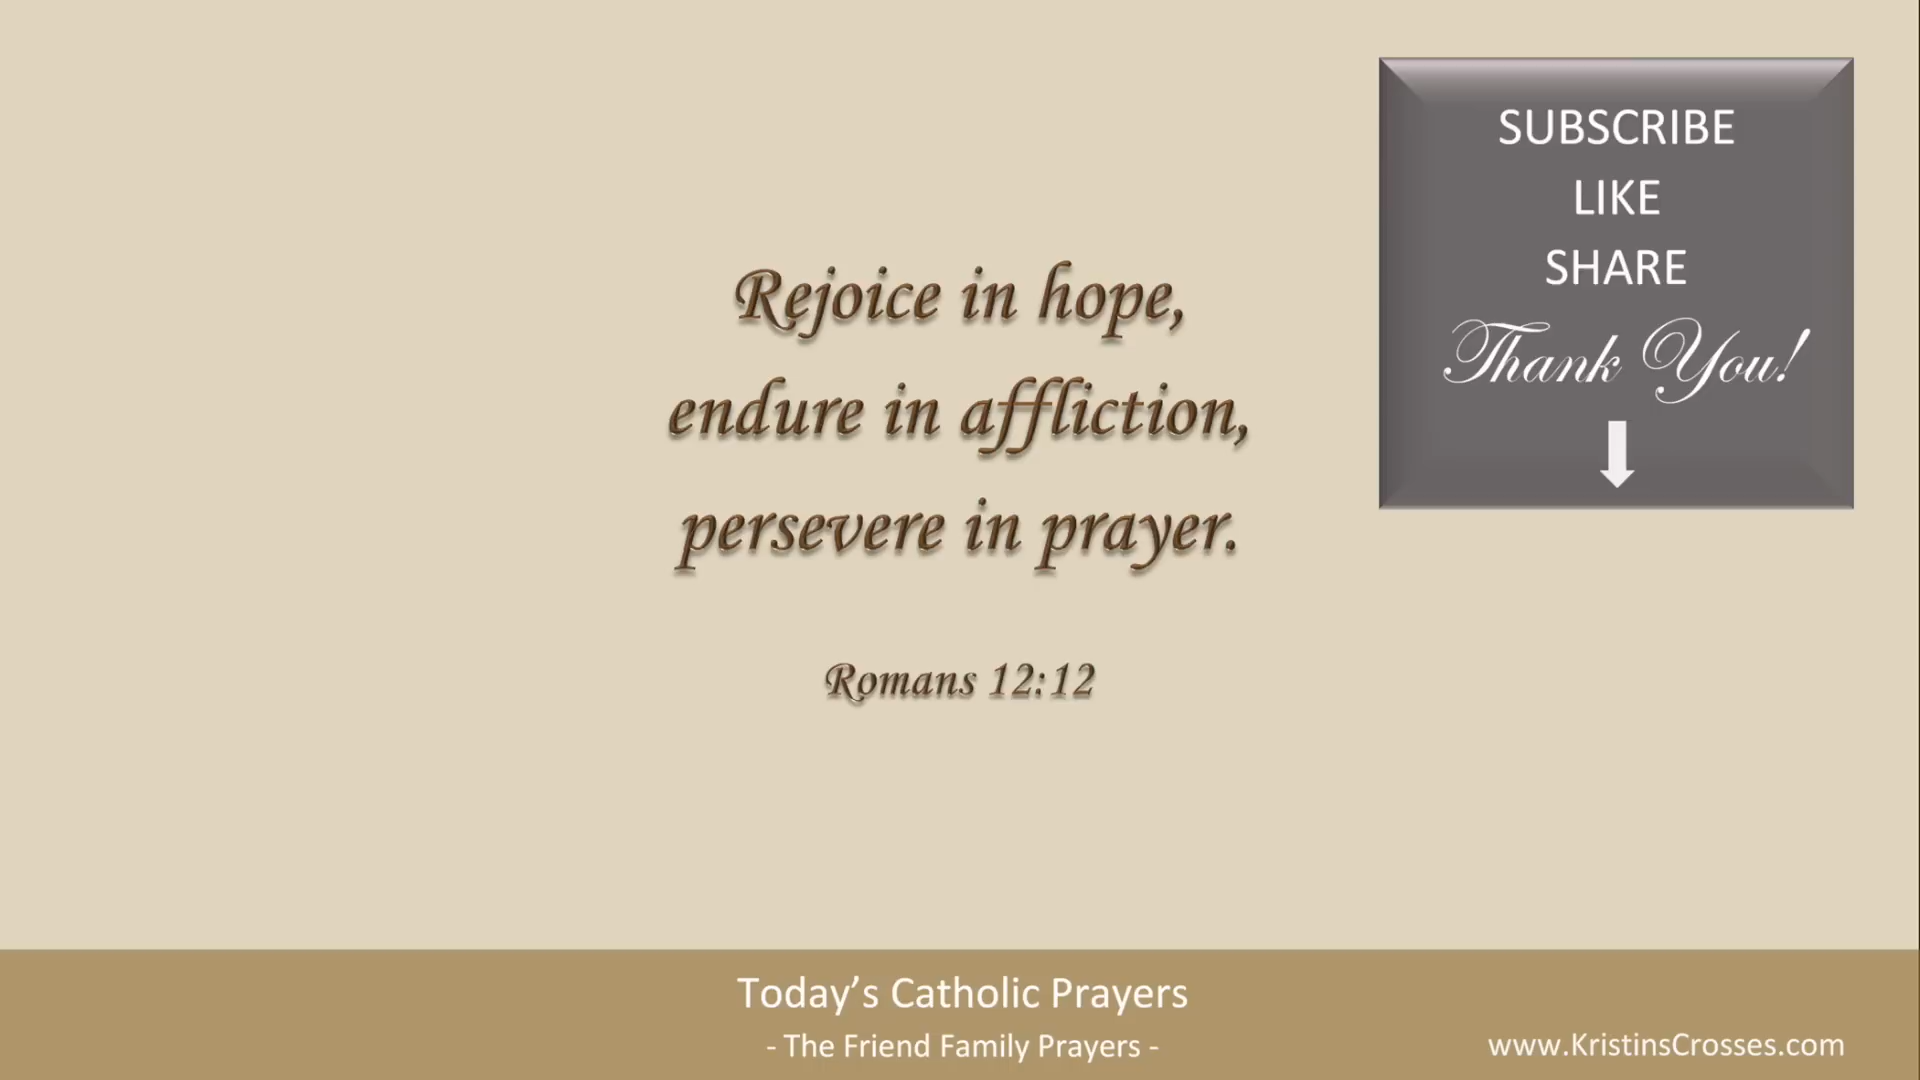 Rejoice in hope,
endure in affliction,
persevere in prayer.
Romans 12:12
SUBSCRIBE
LIKE
SHARE
Thank You!
Today’s Catholic Prayers
- The Friend Family Prayers -
www.KristinsCrosses.com